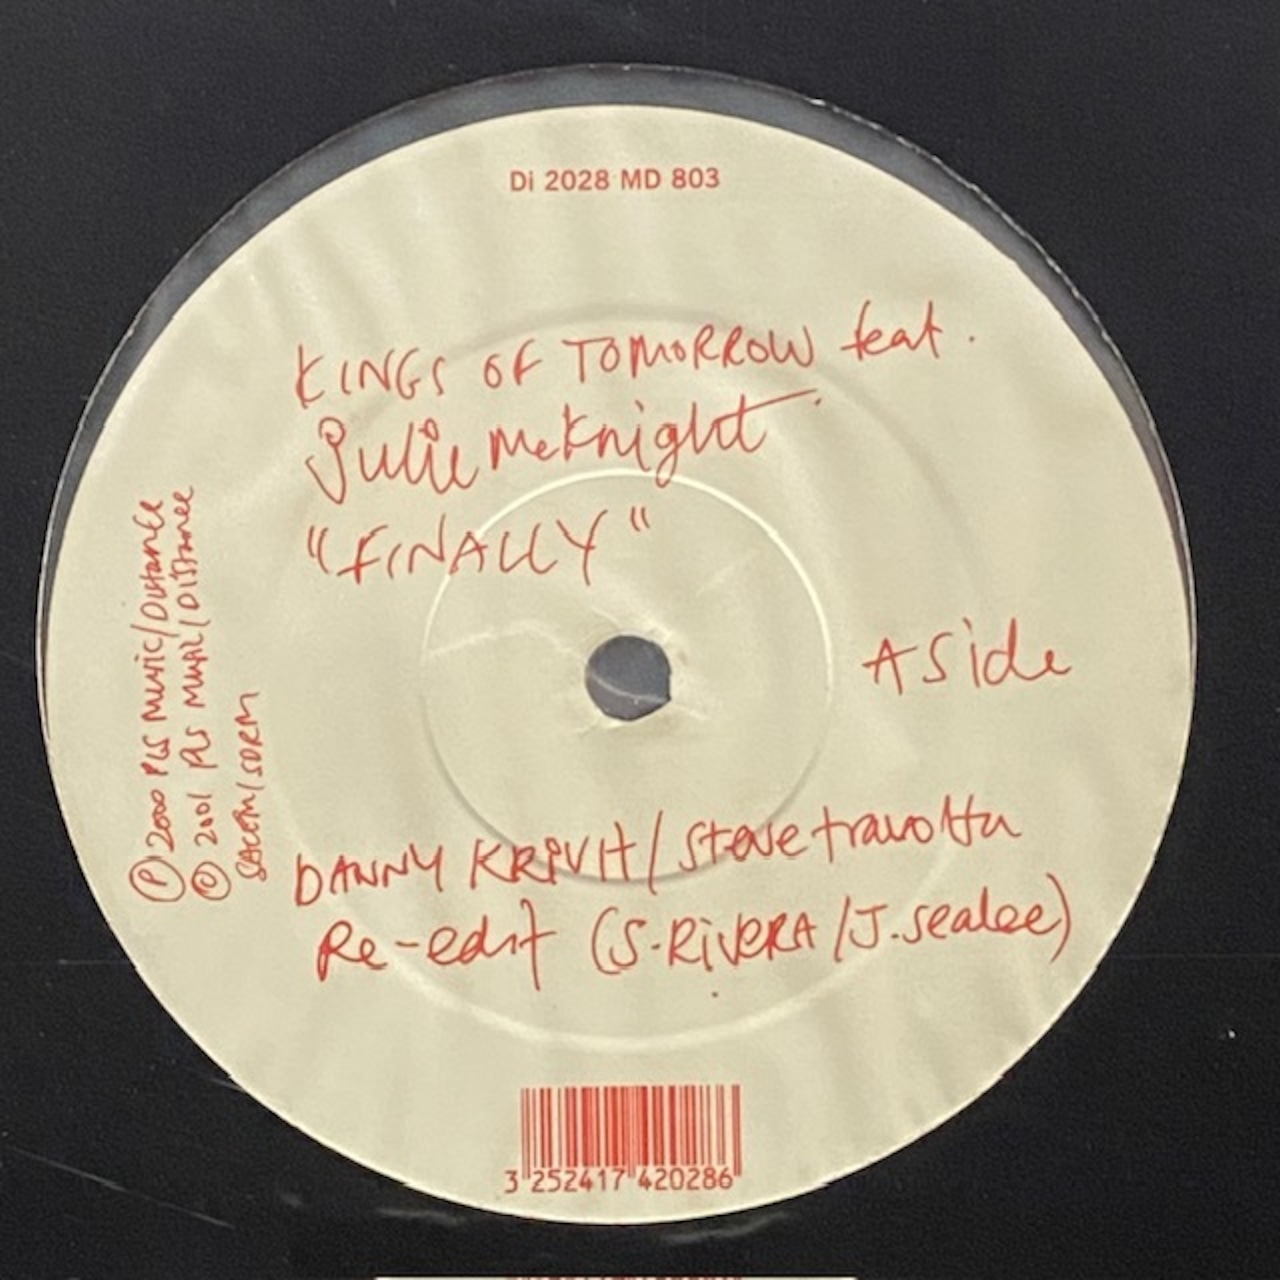 Di 2028 MD 803
KINGS OF TOMORROW feat.
Julie McKnight
"FINALLY"
A Side
℗ 2000 PLS MUSIC/Distance
© 2001 PLS MUSIC/Distance
SACEM/SDRM
DANNY KRIVIT/Steve travolta
Re-edit (S.RiVERA/J.sealee)
3 252417 420286